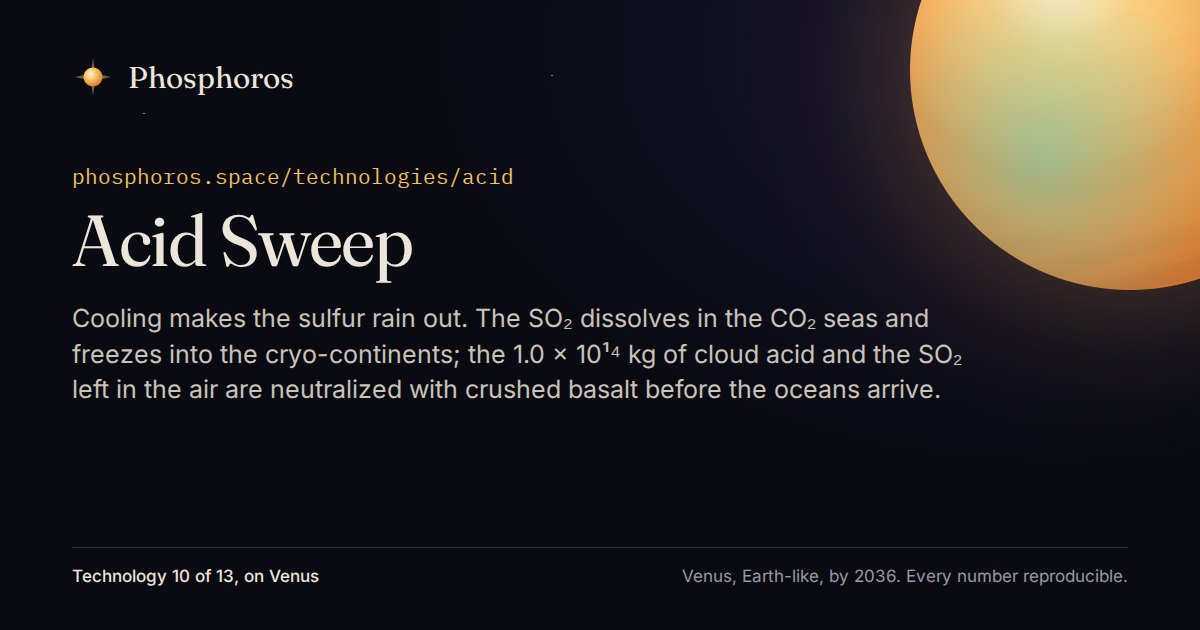 Phosphoros
phosphoros.space/technologies/acid
Acid Sweep
Cooling makes the sulfur rain out. The SO₂ dissolves in the CO₂ seas and
freezes into the cryo-continents; the 1.0 × 10¹⁴ kg of cloud acid and the SO₂
left in the air are neutralized with crushed basalt before the oceans arrive.
Technology 10 of 13, on Venus
Venus, Earth-like, by 2036. Every number reproducible.